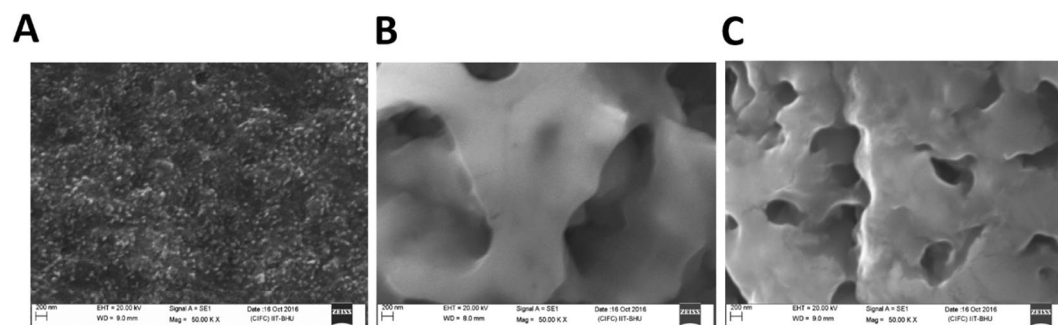 A
B
C
200 nm
EHT = 20.00 kV
Signal A = SE1
Date :16 Oct 2016
WD = 9.0 mm
Mag = 50.00 K X
(CIFC) IIT-BHU
ZEISS
200 nm
EHT = 20.00 kV
Signal A = SE1
Date :16 Oct 2016
WD = 8.0 mm
Mag = 50.00 K X
(CIFC) IIT-BHU
ZEISS
200 nm
EHT = 20.00 kV
Signal A = SE1
Date :16 Oct 2016
WD = 9.0 mm
Mag = 50.00 K X
(CIFC) IIT-BHU
ZEISS